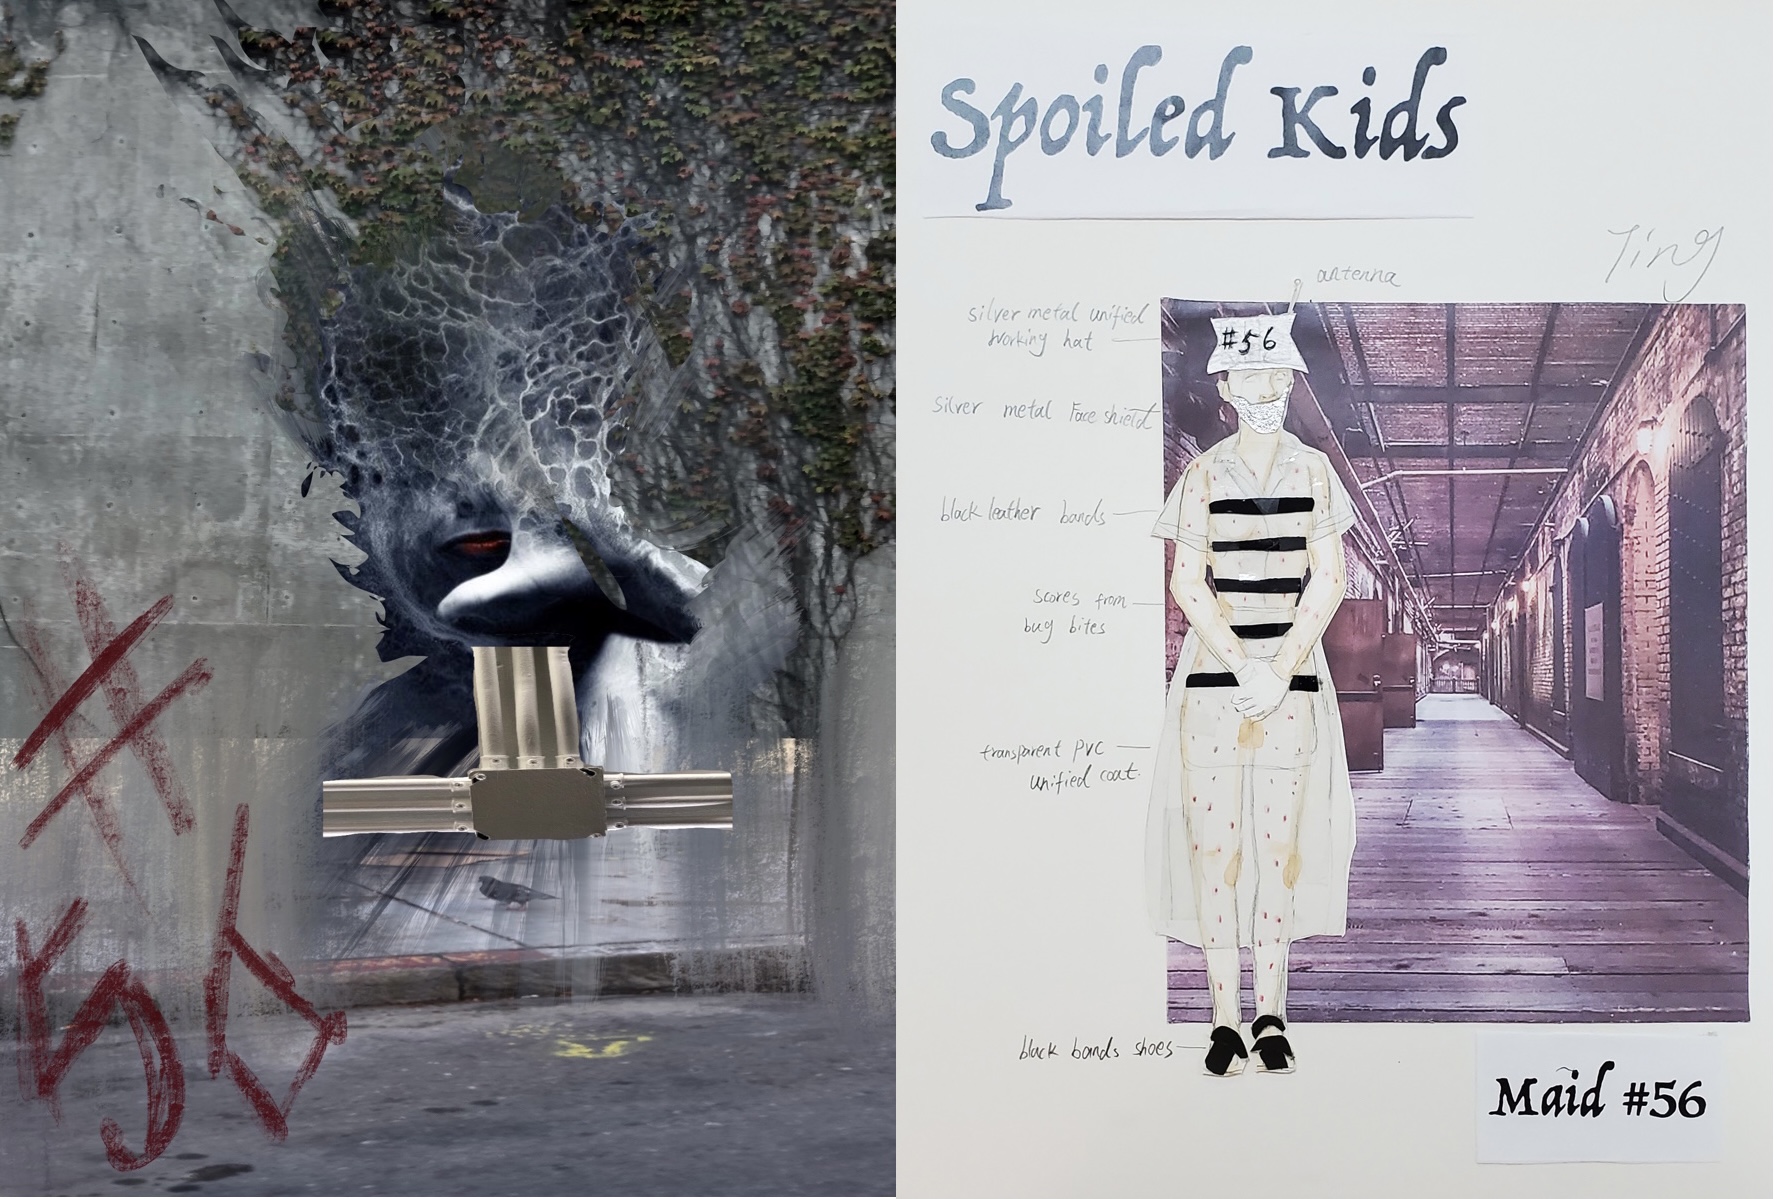 #
56
Spoiled Kids
Ying
antenna
silver metal unified
working hat
#56
silver metal Face shield
black leather bands
scores from
bug bites
transparent PVC
unified coat.
black bands shoes
Maid #56